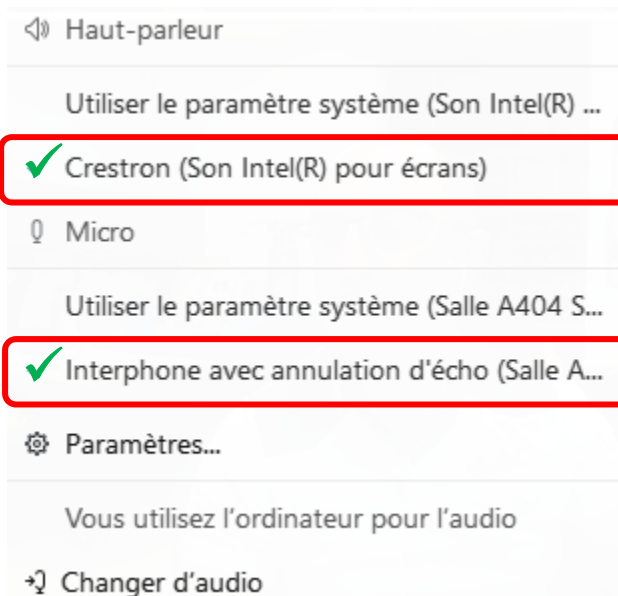 Haut-parleur
Utiliser le paramètre système (Son Intel(R) ...
Crestron (Son Intel(R) pour écrans)
Micro
Utiliser le paramètre système (Salle A404 S...
Interphone avec annulation d'écho (Salle A...
Paramètres...
Vous utilisez l’ordinateur pour l’audio
Changer d’audio